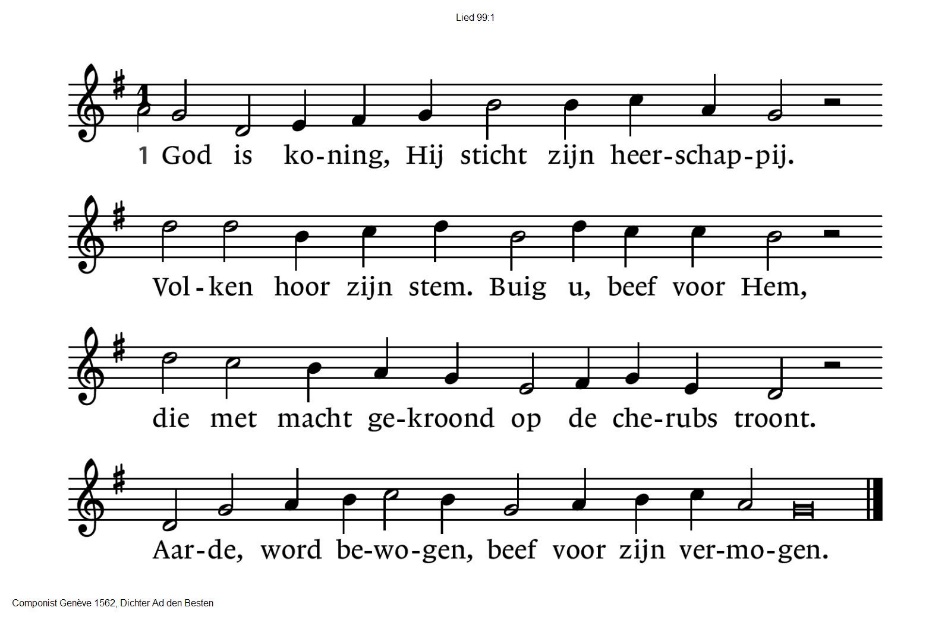 Lied 99:1
1 God is ko-ning, Hij sticht zijn heer-schap-pij.
Vol-ken hoor zijn stem. Buig u, beef voor Hem,
die met macht ge-kroond op de che-rubs troont.
Aar-de, word be-wo-gen, beef voor zijn ver-mo-gen.
Componist Genève 1562, Dichter Ad den Besten